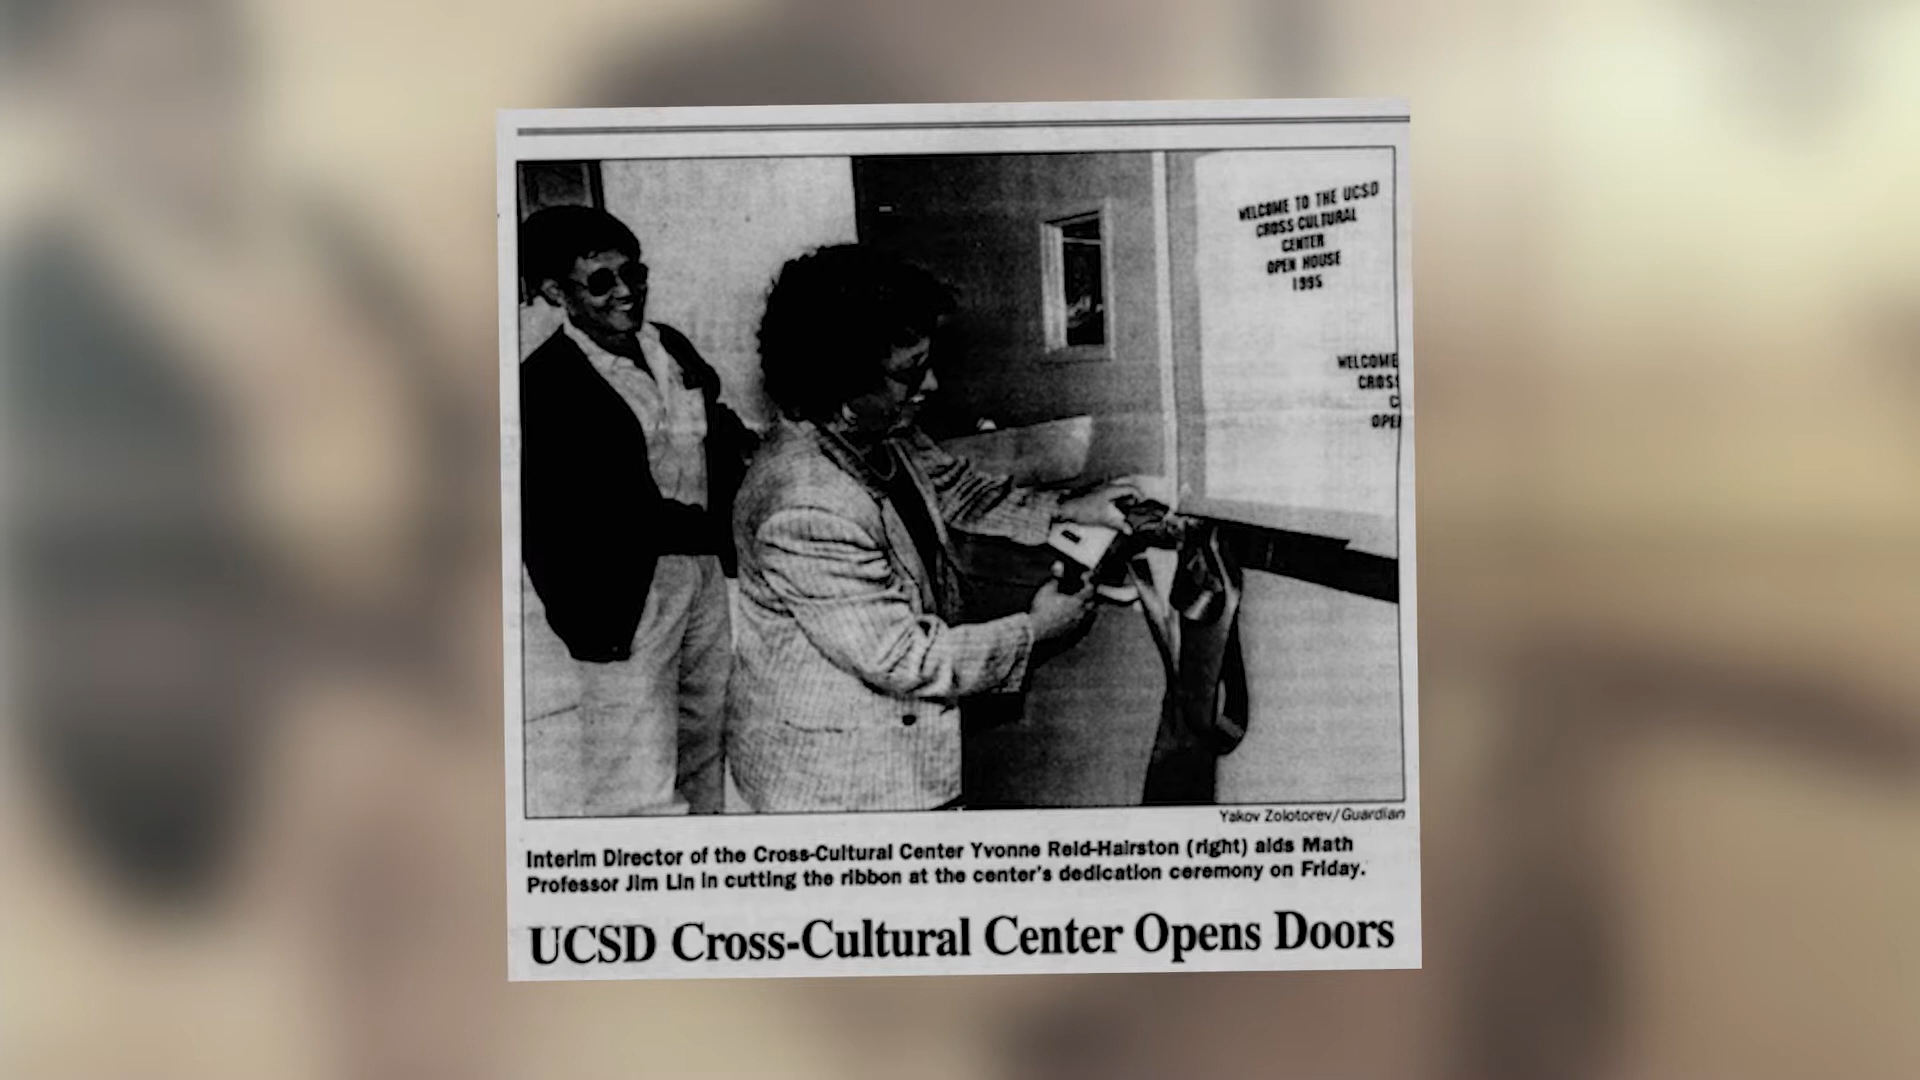 WELCOME TO THE UCSD
CROSS CULTURAL
CENTER
OPEN HOUSE
1995
WELCOME
CROSS
C
OPEN
Yakov Zolotorev/Guardian
Interim Director of the Cross-Cultural Center Yvonne Reid-Hairston (right) aids Math
Professor Jim Lin in cutting the ribbon at the center's dedication ceremony on Friday.
UCSD Cross-Cultural Center Opens Doors